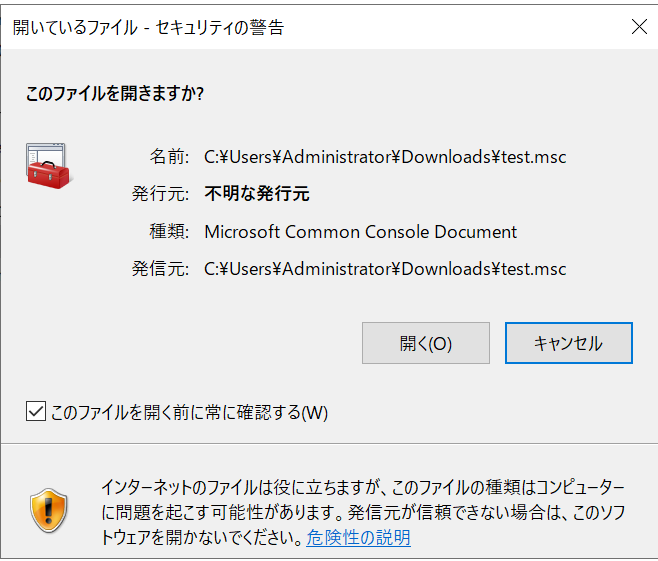 開いているファイル - セキュリティの警告
このファイルを開きますか?
名前: C:¥Users¥Administrator¥Downloads¥test.msc
発行元: 不明な発行元
種類: Microsoft Common Console Document
発信元: C:¥Users¥Administrator¥Downloads¥test.msc
開く(O) キャンセル
このファイルを開く前に常に確認する(W)
インターネットのファイルは役に立ちますが、このファイルの種類はコンピューター
に問題を起こす可能性があります。発信元が信頼できない場合は、このソフ
トウェアを開かないでください。危険性の説明